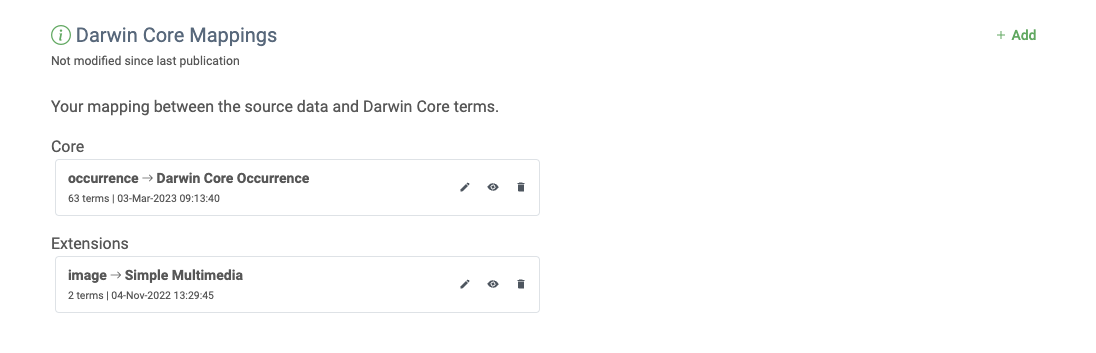 Darwin Core Mappings
+ Add
Not modified since last publication
Your mapping between the source data and Darwin Core terms.
Core
occurrence → Darwin Core Occurrence
63 terms | 03-Mar-2023 09:13:40
Extensions
image → Simple Multimedia
2 terms | 04-Nov-2022 13:29:45